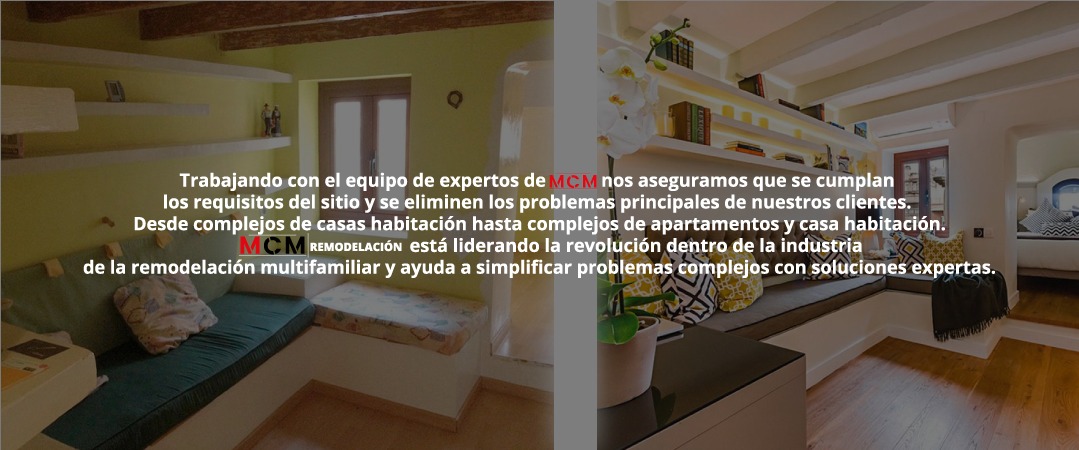 Trabajando con el equipo de expertos de MCM nos aseguramos que se cumplan
los requisitos del sitio y se eliminen los problemas principales de nuestros clientes.
Desde complejos de casas habitación hasta complejos de apartamentos y casa habitación.
MCM REMODELACIÓN está liderando la revolución dentro de la industria
de la remodelación multifamiliar y ayuda a simplificar problemas complejos con soluciones expertas.